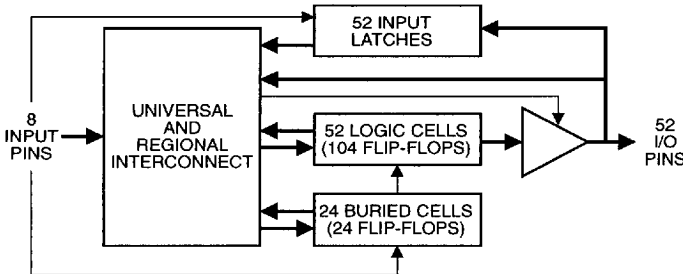 52 INPUT
LATCHES
8
INPUT
PINS
UNIVERSAL
AND
REGIONAL
INTERCONNECT
52 LOGIC CELLS
(104 FLIP-FLOPS)
24 BURIED CELLS
(24 FLIP-FLOPS)
52
I/O
PINS